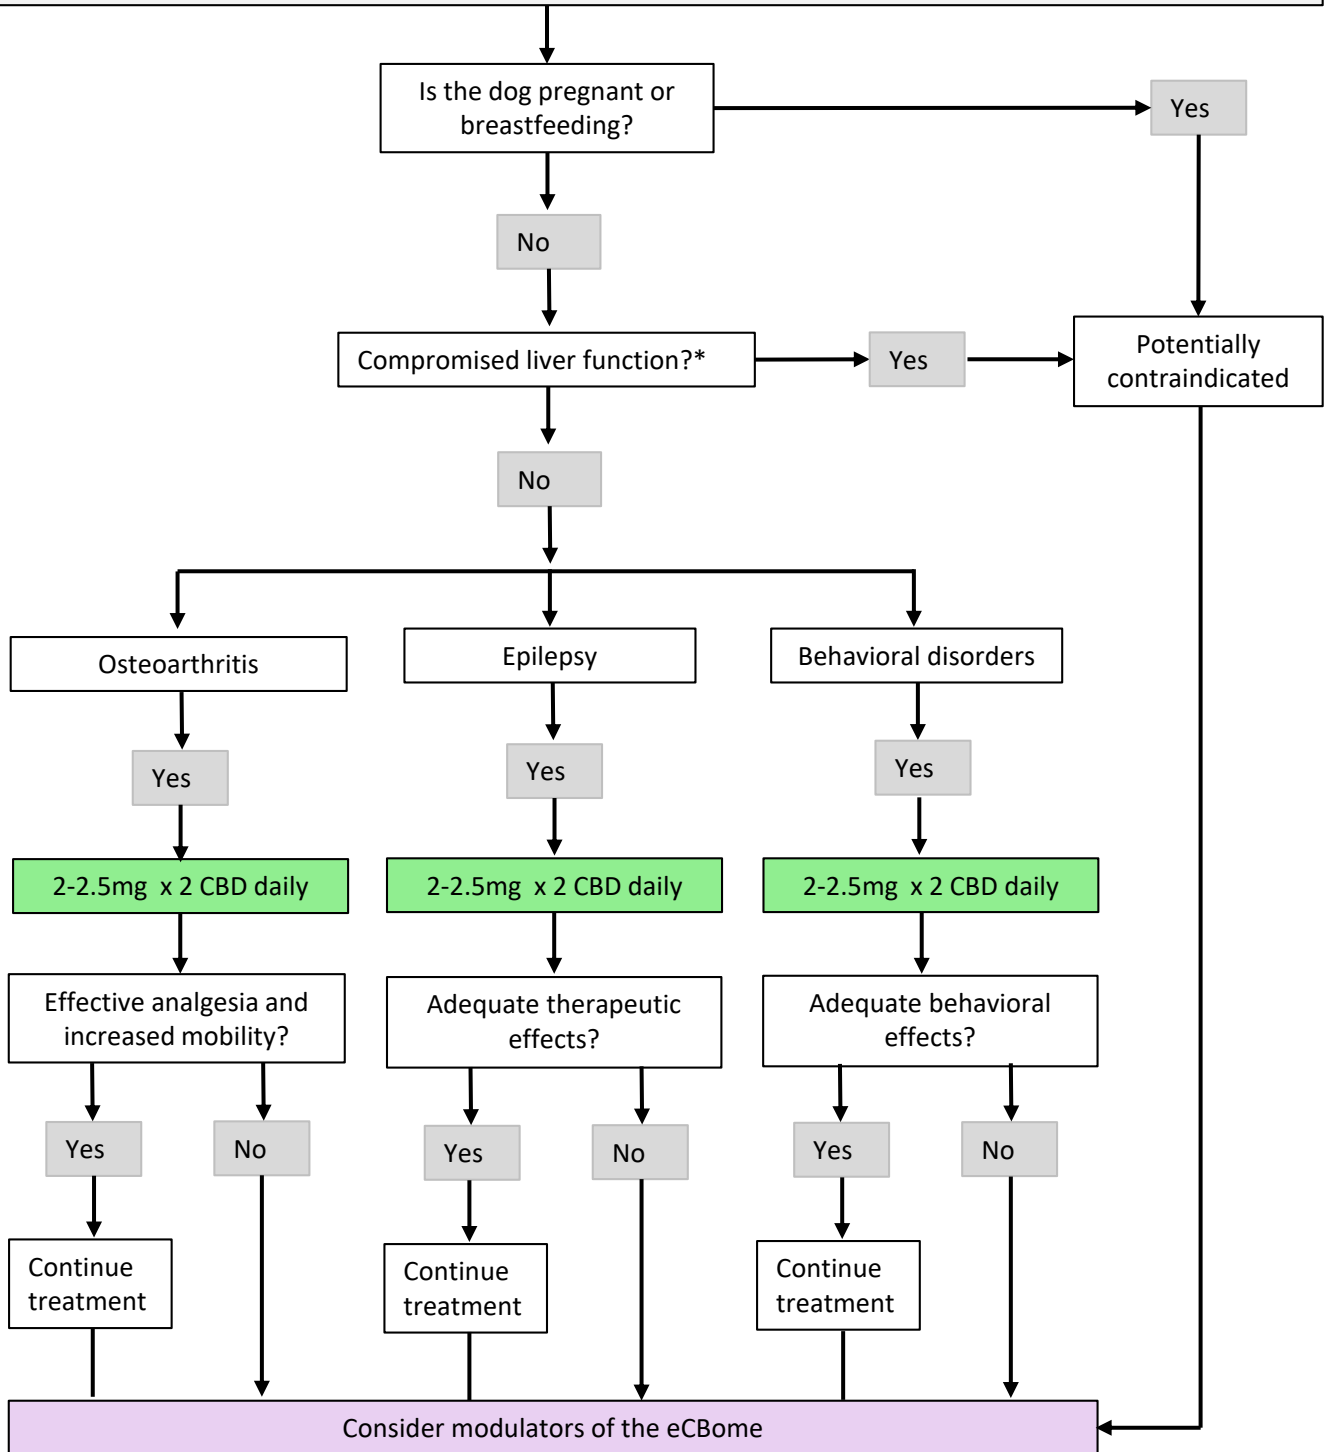 Is the dog pregnant or
breastfeeding?
Yes
No
Compromised liver function?*
Yes
Potentially
contraindicated
No
Osteoarthritis
Epilepsy
Behavioral disorders
Yes
Yes
Yes
2-2.5mg x 2 CBD daily
2-2.5mg x 2 CBD daily
2-2.5mg x 2 CBD daily
Effective analgesia and
increased mobility?
Adequate therapeutic
effects?
Adequate behavioral
effects?
Yes
No
Yes
No
Yes
No
Continue
treatment
Continue
treatment
Continue
treatment
Consider modulators of the eCBome